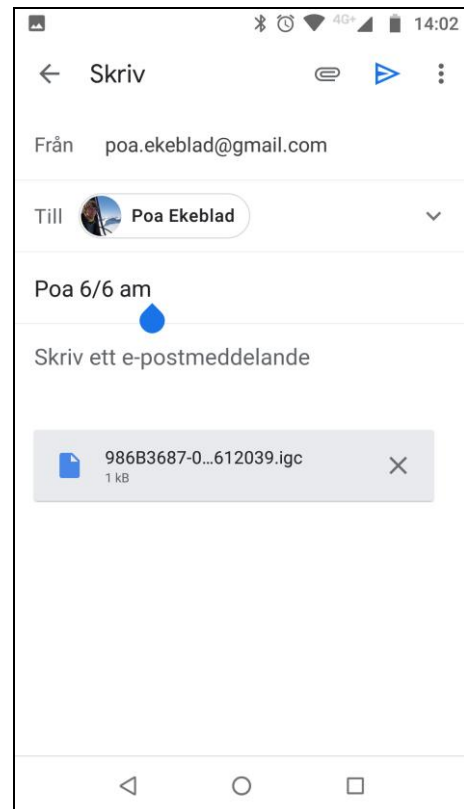 4G+ 14:02
Skriv
Från poa.ekeblad@gmail.com
Till Poa Ekeblad
Poa 6/6 am
Skriv ett e-postmeddelande
986B3687-0...612039.igc
1 kB